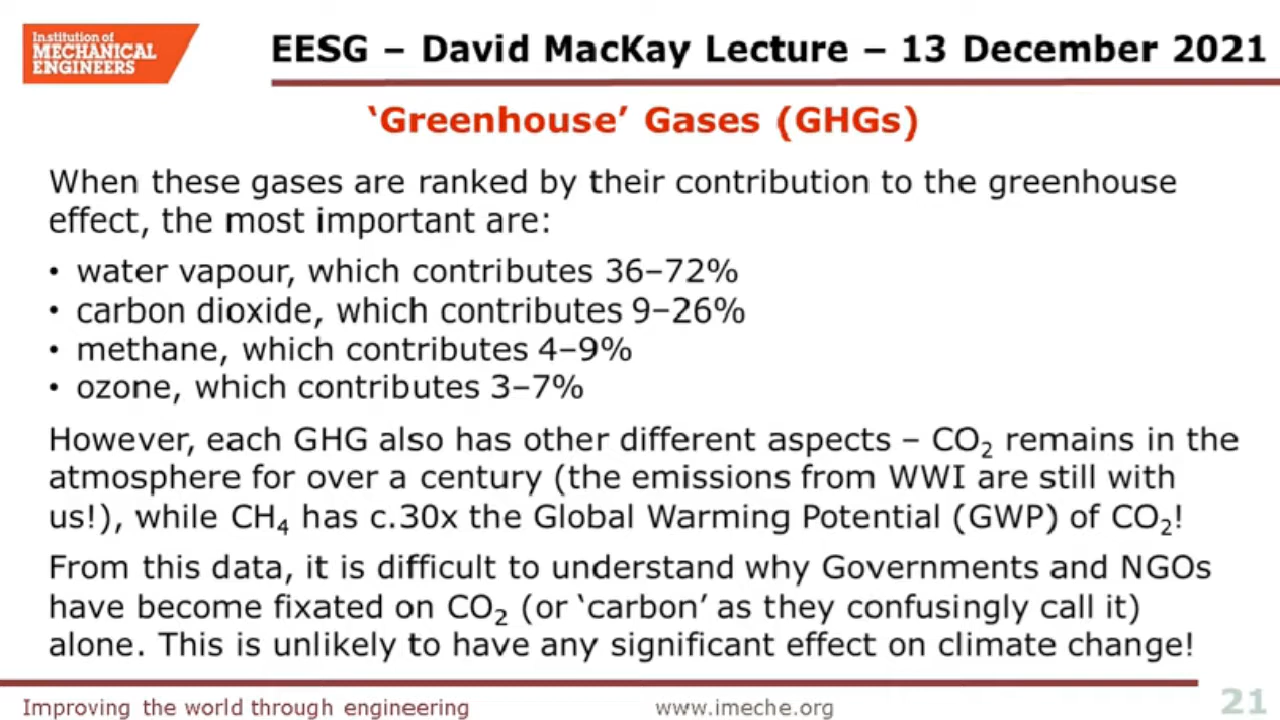 Institution of
MECHANICAL
ENGINEERS
EESG – David MacKay Lecture – 13 December 2021
‘Greenhouse’ Gases (GHGs)
When these gases are ranked by their contribution to the greenhouse
effect, the most important are:
• water vapour, which contributes 36–72%
• carbon dioxide, which contributes 9–26%
• methane, which contributes 4–9%
• ozone, which contributes 3–7%
However, each GHG also has other different aspects – CO₂ remains in the
atmosphere for over a century (the emissions from WWI are still with
us!), while CH₄ has c.30x the Global Warming Potential (GWP) of CO₂!
From this data, it is difficult to understand why Governments and NGOs
have become fixated on CO₂ (or ‘carbon’ as they confusingly call it)
alone. This is unlikely to have any significant effect on climate change!
Improving the world through engineering
www.imeche.org
21